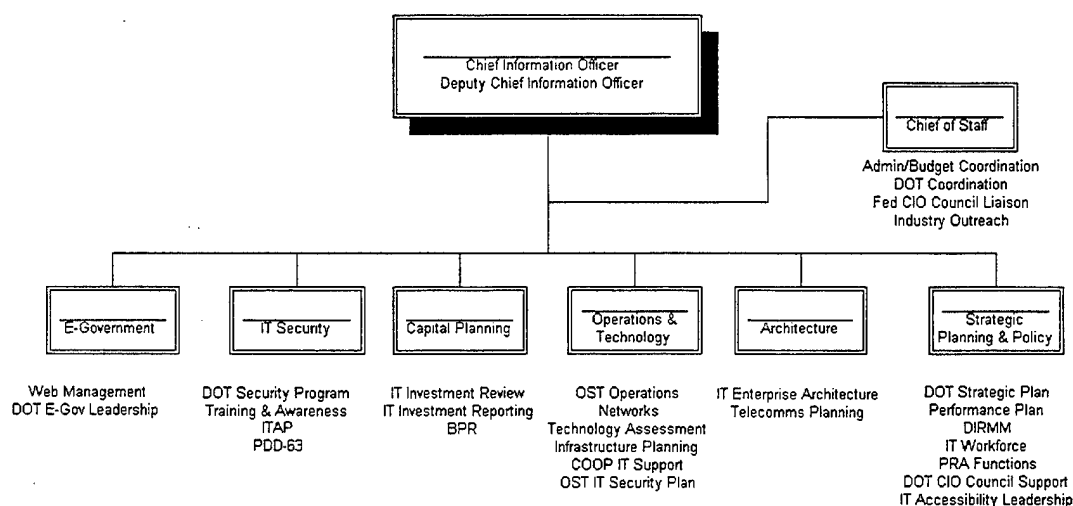 Chief Information Officer
Deputy Chief Information Officer
Chief of Staff
Admin/Budget Coordination
DOT Coordination
Fed CIO Council Liaison
Industry Outreach
E-Government
Web Management
DOT E-Gov Leadership
IT Security
DOT Security Program
Training & Awareness
ITAP
PDD-63
Capital Planning
IT Investment Review
IT Investment Reporting
BPR
Operations &
Technology
OST Operations
Networks
Technology Assessment
Infrastructure Planning
COOP IT Support
OST IT Security Plan
Architecture
IT Enterprise Architecture
Telecomms Planning
Strategic
Planning & Policy
DOT Strategic Plan
Performance Plan
DIRMM
IT Workforce
PRA Functions
DOT CIO Council Support
IT Accessibility Leadership